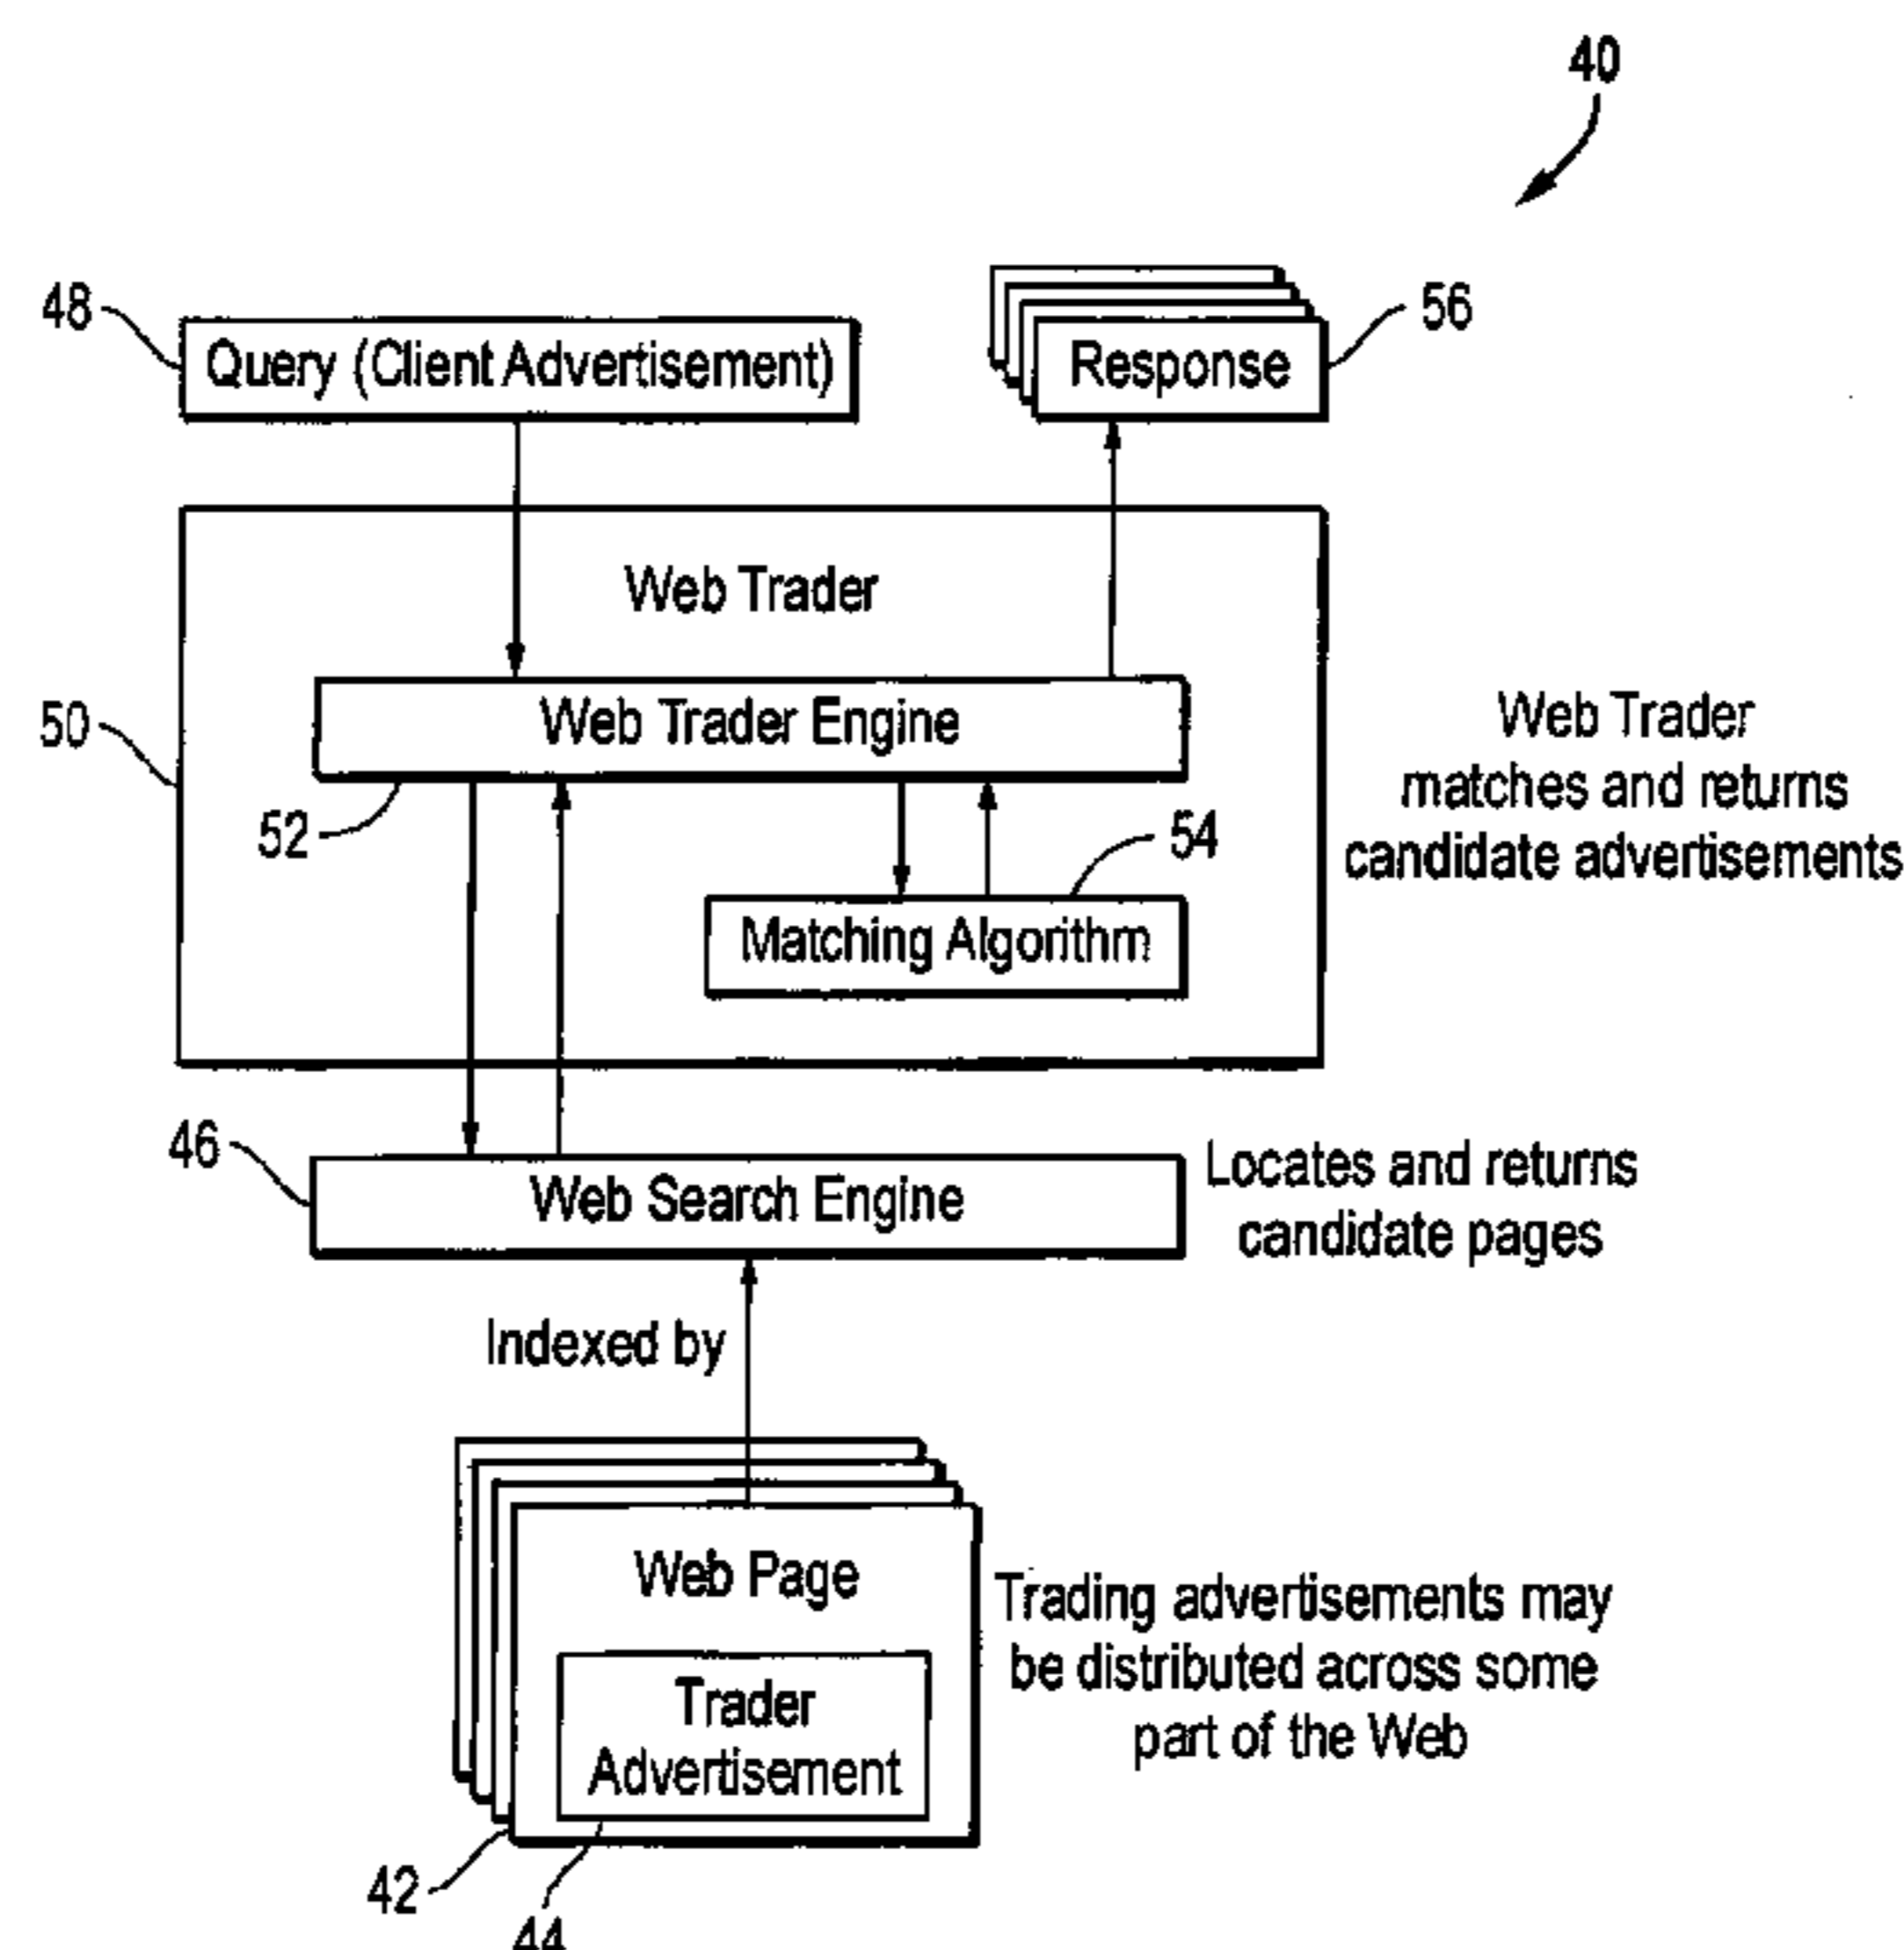 40
48
Query (Client Advertisement)
Response
56
Web Trader
50
Web Trader Engine
52
54
Matching Algorithm
Web Trader
matches and returns
candidate advertisements
46
Web Search Engine
Locates and returns
candidate pages
Indexed by
Web Page
Trader
Advertisement
Trading advertisements may
be distributed across some
part of the Web
42
44